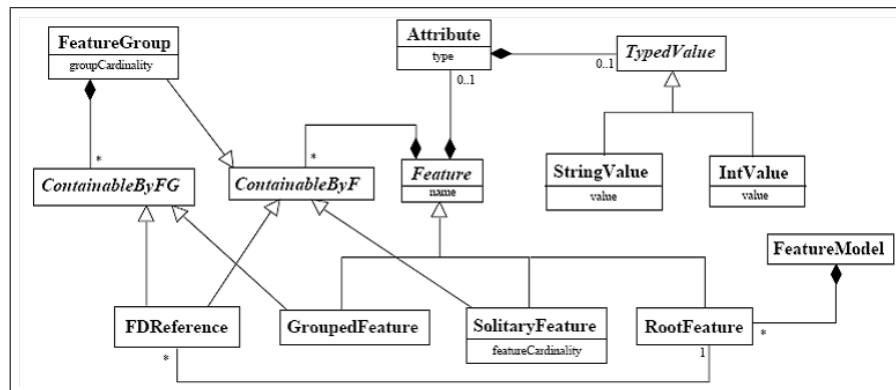 FeatureGroup
groupCardinality
Attribute
type
TypedValue
0..1
0..1
*
*
ContainableByFG
ContainableByF
Feature
name
StringValue
value
IntValue
value
FeatureModel
FDReference
GroupedFeature
SolitaryFeature
featureCardinality
RootFeature
*
*
1